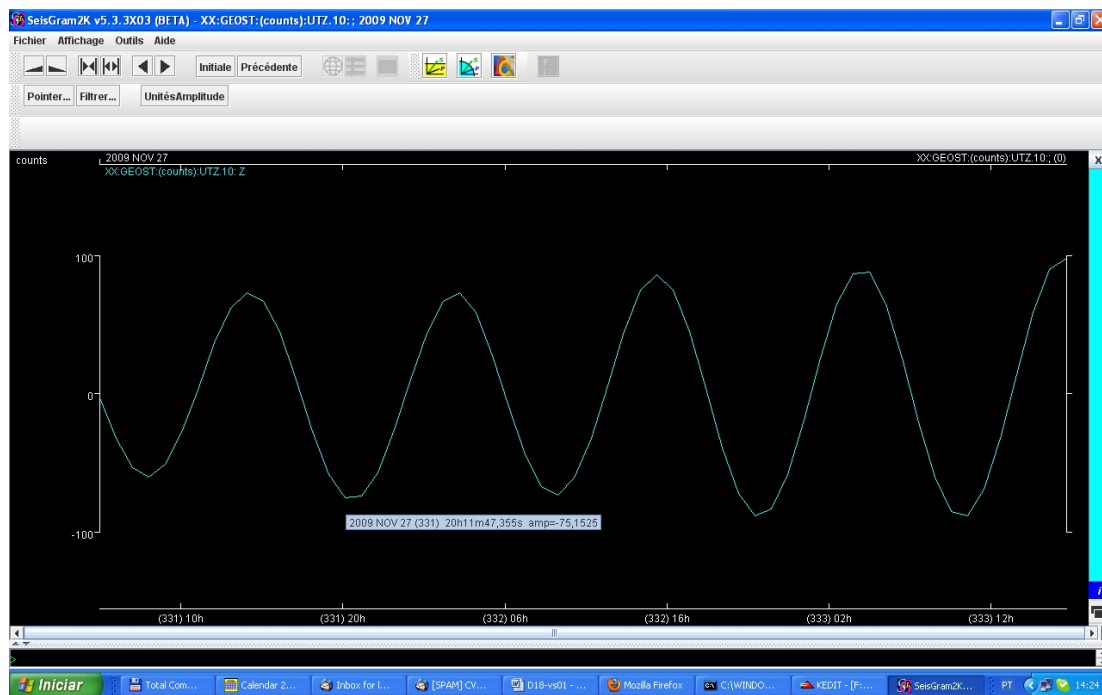 SeisGram2K v5.3.3X03 (BETA) - XX:GEOST:(counts):UTZ.10: ; 2009 NOV 27
Fichier Affichage Outils Aide
Initiale Précédente
Pointer... Filtrer... UnitésAmplitude
counts 2009 NOV 27 XX:GEOST:(counts):UTZ.10:; (0) X
XX:GEOST:(counts):UTZ.10: Z
100
0
2009 NOV 27 (331) 20h11m47,355s amp=-75,1525
-100
i
(331) 10h (331) 20h (332) 06h (332) 16h (333) 02h (333) 12h
>
Iniciar Total Com... Calendar 2... Inbox for l... [SPAM] CV... D18-vs01 - ... Mozilla Firefox C:\WINDO... KEDIT - [F:... SeisGram2K... PT 14:24